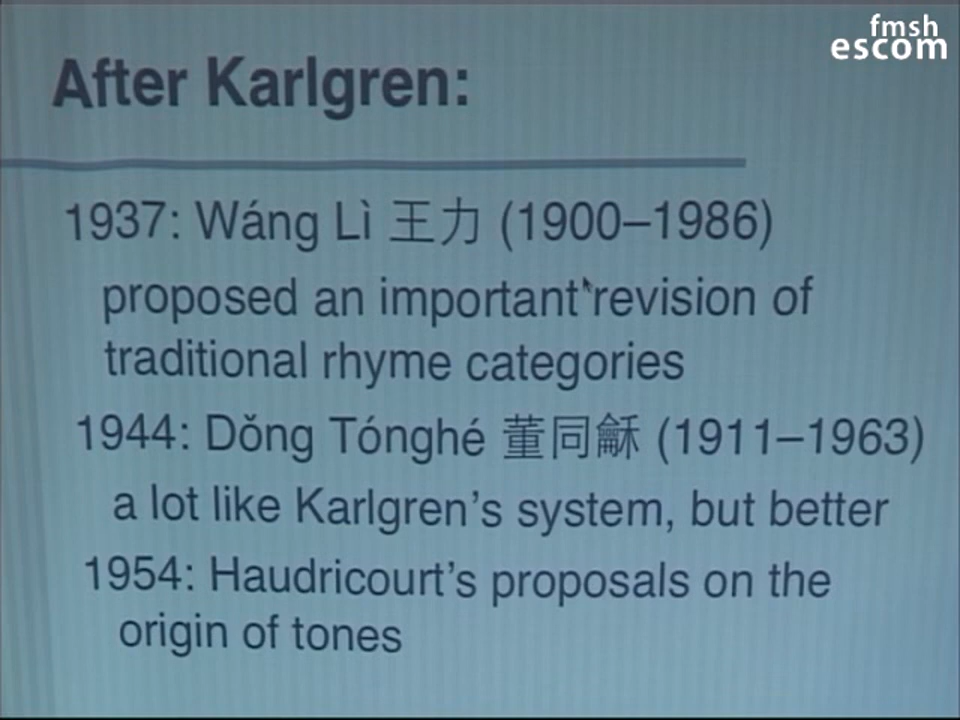 fmsh
escom
After Karlgren:
1937: Wáng Lì 王力 (1900–1986)
proposed an important revision of
traditional rhyme categories
1944: Dǒng Tónghé 董同龢 (1911–1963)
a lot like Karlgren's system, but better
1954: Haudricourt's proposals on the
origin of tones